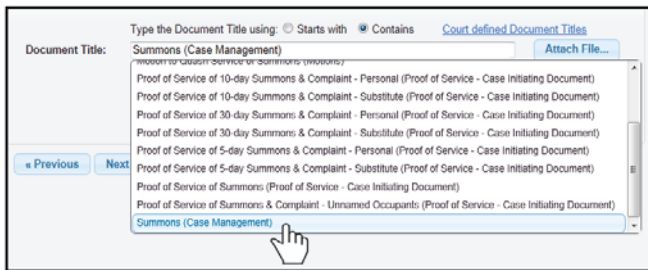 Type the Document Title using: Starts with Contains Court defined Document Titles
Document Title: Summons (Case Management) Attach File...
Motion to Quash Service of Summons (Motions)
Proof of Service of 10-day Summons & Complaint - Personal (Proof of Service - Case Initiating Document)
Proof of Service of 10-day Summons & Complaint - Substitute (Proof of Service - Case Initiating Document)
Proof of Service of 30-day Summons & Complaint - Personal (Proof of Service - Case Initiating Document)
Proof of Service of 30-day Summons & Complaint - Substitute (Proof of Service - Case Initiating Document)
Proof of Service of 5-day Summons & Complaint - Personal (Proof of Service - Case Initiating Document)
« Previous Next Proof of Service of 5-day Summons & Complaint - Substitute (Proof of Service - Case Initiating Document)
Proof of Service of Summons (Proof of Service - Case Initiating Document)
Proof of Service of Summons & Complaint - Unnamed Occupants (Proof of Service - Case Initiating Document)
Summons (Case Management)